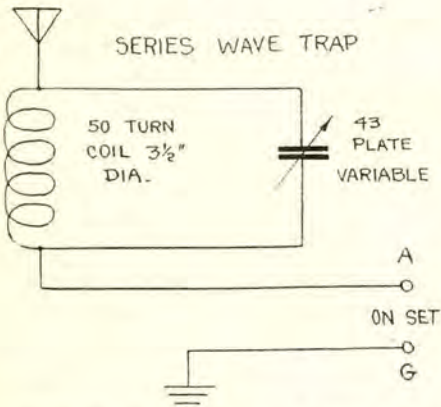 SERIES WAVE TRAP
50 TURN
COIL 3½"
DIA.
43
PLATE
VARIABLE
A
ON SET
G